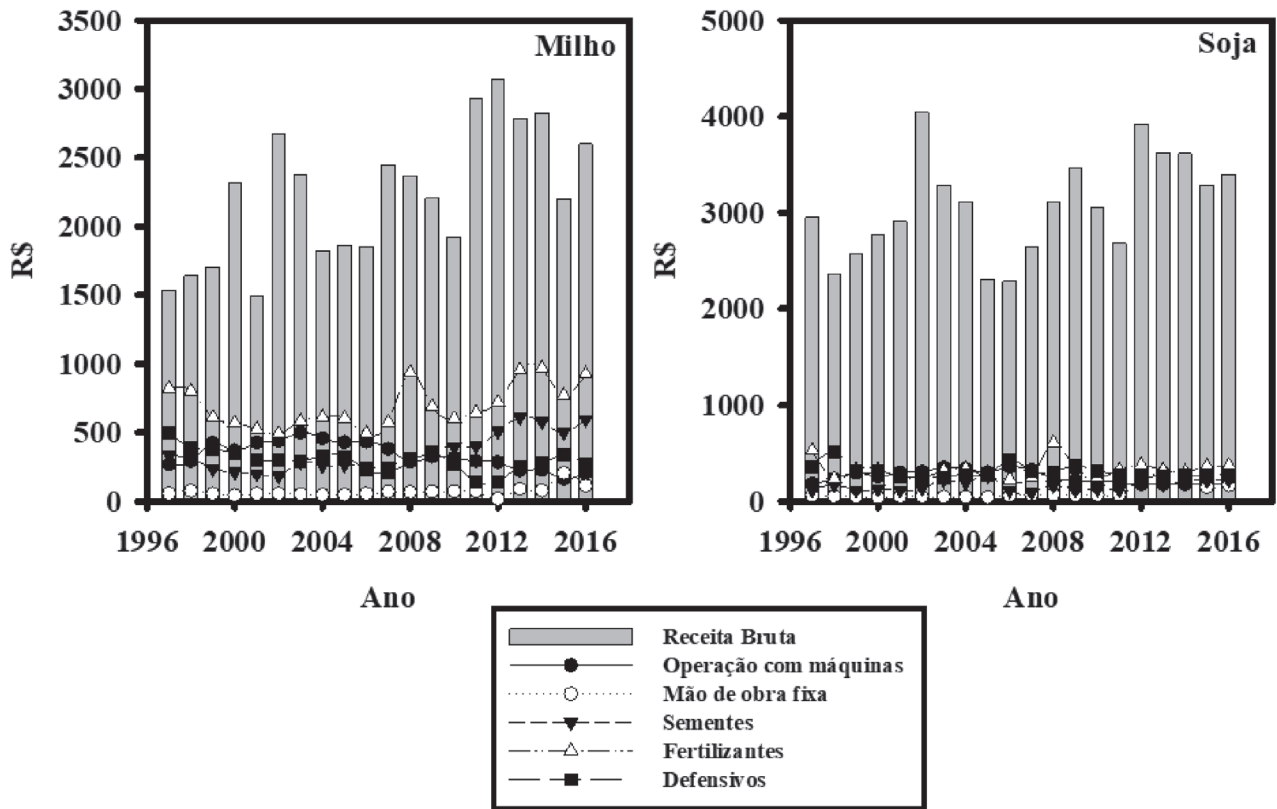 Milho
R$
3500
3000
2500
2000
1500
1000
500
0
1996 2000 2004 2008 2012 2016
Ano
Soja
R$
5000
4000
3000
2000
1000
0
1996 2000 2004 2008 2012 2016
Ano
Receita Bruta
Operação com máquinas
Mão de obra fixa
Sementes
Fertilizantes
Defensivos